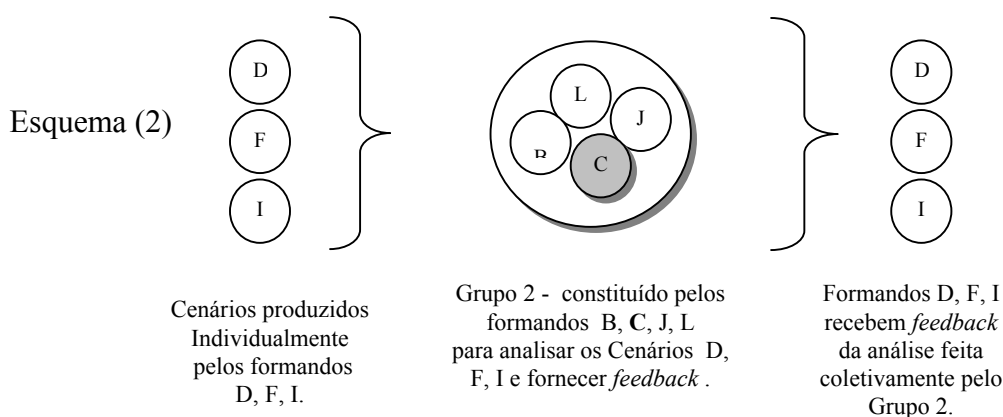 D
F
I
Esquema (2)
L
J
B
C
D
F
I
Cenários produzidos
Individualmente
pelos formandos
D, F, I.
Grupo 2 - constituído pelos
formandos B, C, J, L
para analisar os Cenários D,
F, I e fornecer feedback .
Formandos D, F, I
recebem feedback
da análise feita
coletivamente pelo
Grupo 2.